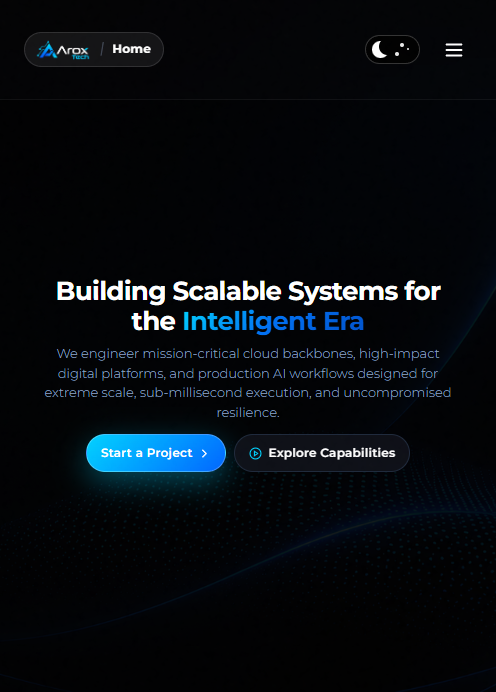 Arox Tech / Home
Building Scalable Systems for
the Intelligent Era
We engineer mission-critical cloud backbones, high-impact
digital platforms, and production AI workflows designed for
extreme scale, sub-millisecond execution, and uncompromised
resilience.
Start a Project
Explore Capabilities